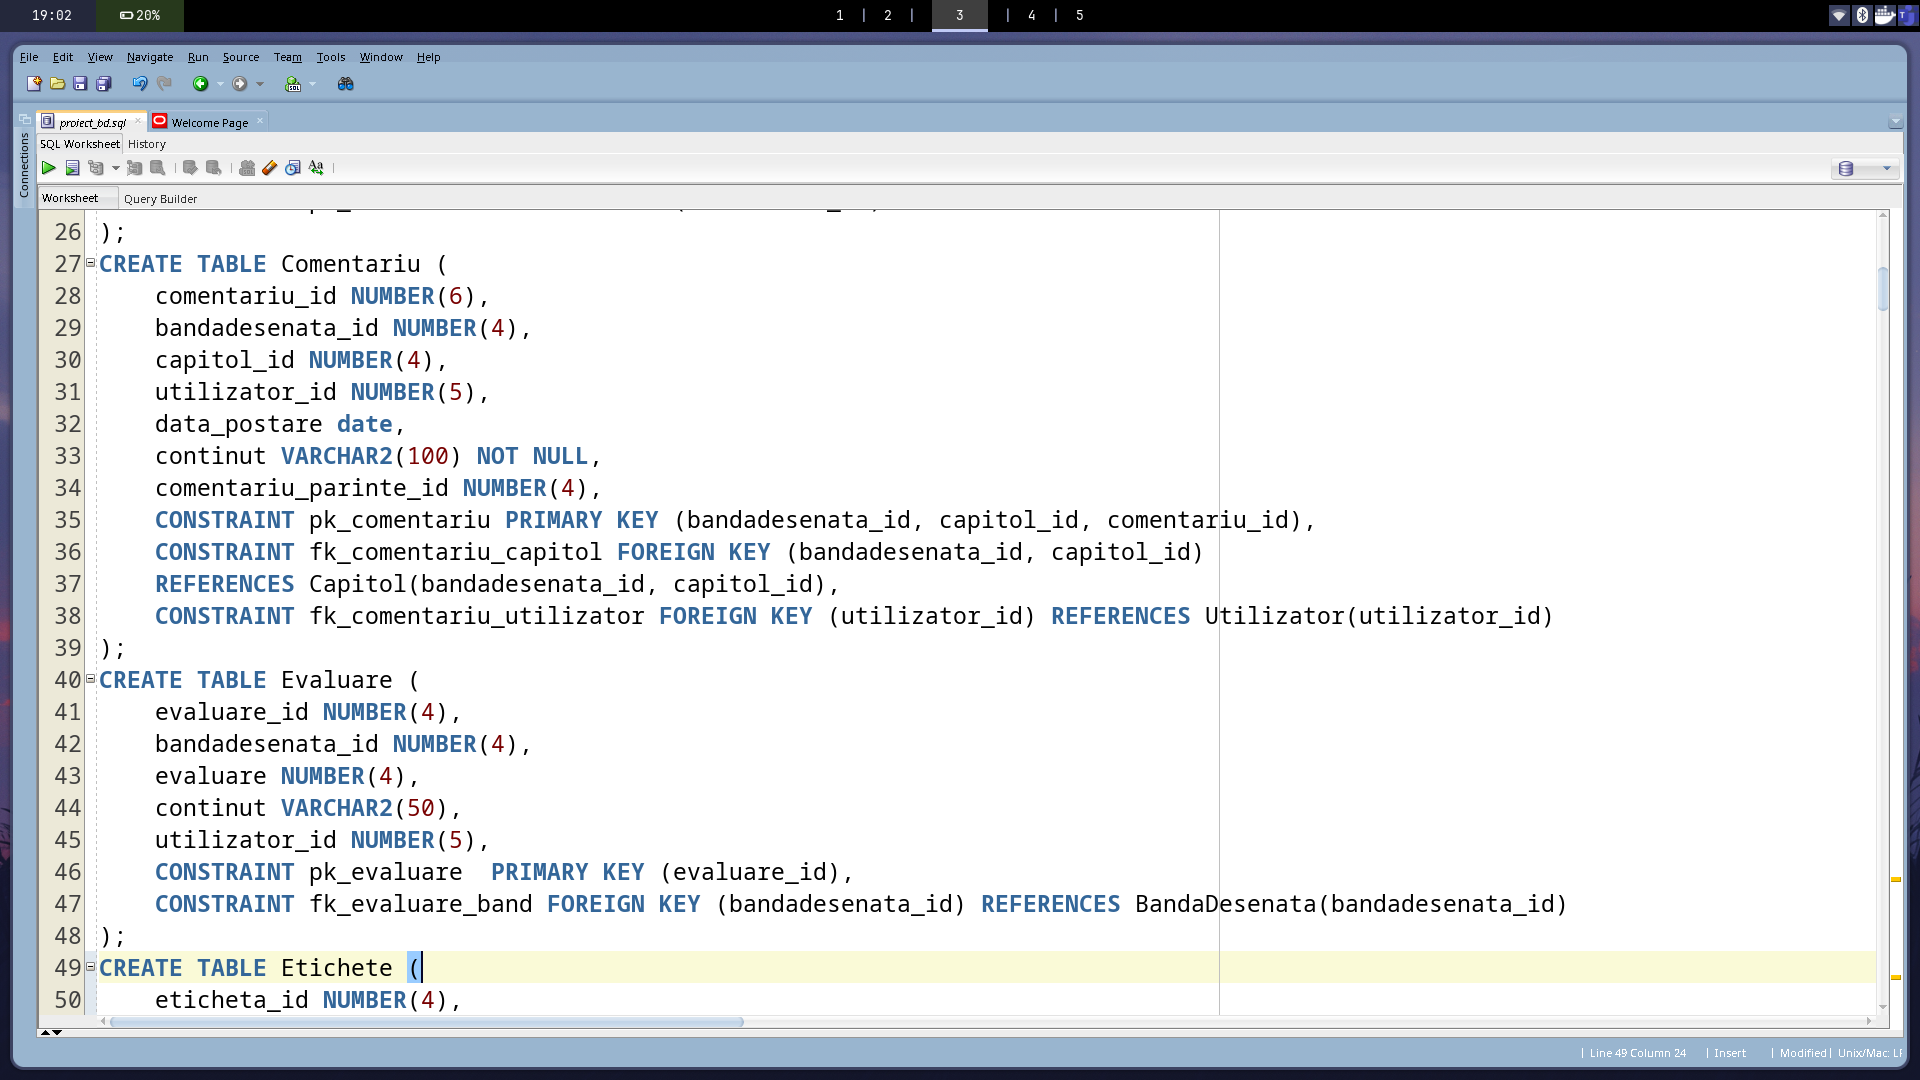 19:02 20% 1 | 2 | 3 | 4 | 5
File Edit View Navigate Run Source Team Tools Window Help
proiect_bd.sql Welcome Page
Connections
SQL Worksheet History
Worksheet Query Builder
26 );
27 CREATE TABLE Comentariu (
28 comentariu_id NUMBER(6),
29 bandadesenata_id NUMBER(4),
30 capitol_id NUMBER(4),
31 utilizator_id NUMBER(5),
32 data_postare date,
33 continut VARCHAR2(100) NOT NULL,
34 comentariu_parinte_id NUMBER(4),
35 CONSTRAINT pk_comentariu PRIMARY KEY (bandadesenata_id, capitol_id, comentariu_id),
36 CONSTRAINT fk_comentariu_capitol FOREIGN KEY (bandadesenata_id, capitol_id)
37 REFERENCES Capitol(bandadesenata_id, capitol_id),
38 CONSTRAINT fk_comentariu_utilizator FOREIGN KEY (utilizator_id) REFERENCES Utilizator(utilizator_id)
39 );
40 CREATE TABLE Evaluare (
41 evaluare_id NUMBER(4),
42 bandadesenata_id NUMBER(4),
43 evaluare NUMBER(4),
44 continut VARCHAR2(50),
45 utilizator_id NUMBER(5),
46 CONSTRAINT pk_evaluare  PRIMARY KEY (evaluare_id),
47 CONSTRAINT fk_evaluare_band FOREIGN KEY (bandadesenata_id) REFERENCES BandaDesenata(bandadesenata_id)
48 );
49 CREATE TABLE Etichete (
50 eticheta_id NUMBER(4),
| Line 49 Column 24 | Insert | Modified | Unix/Mac: LF